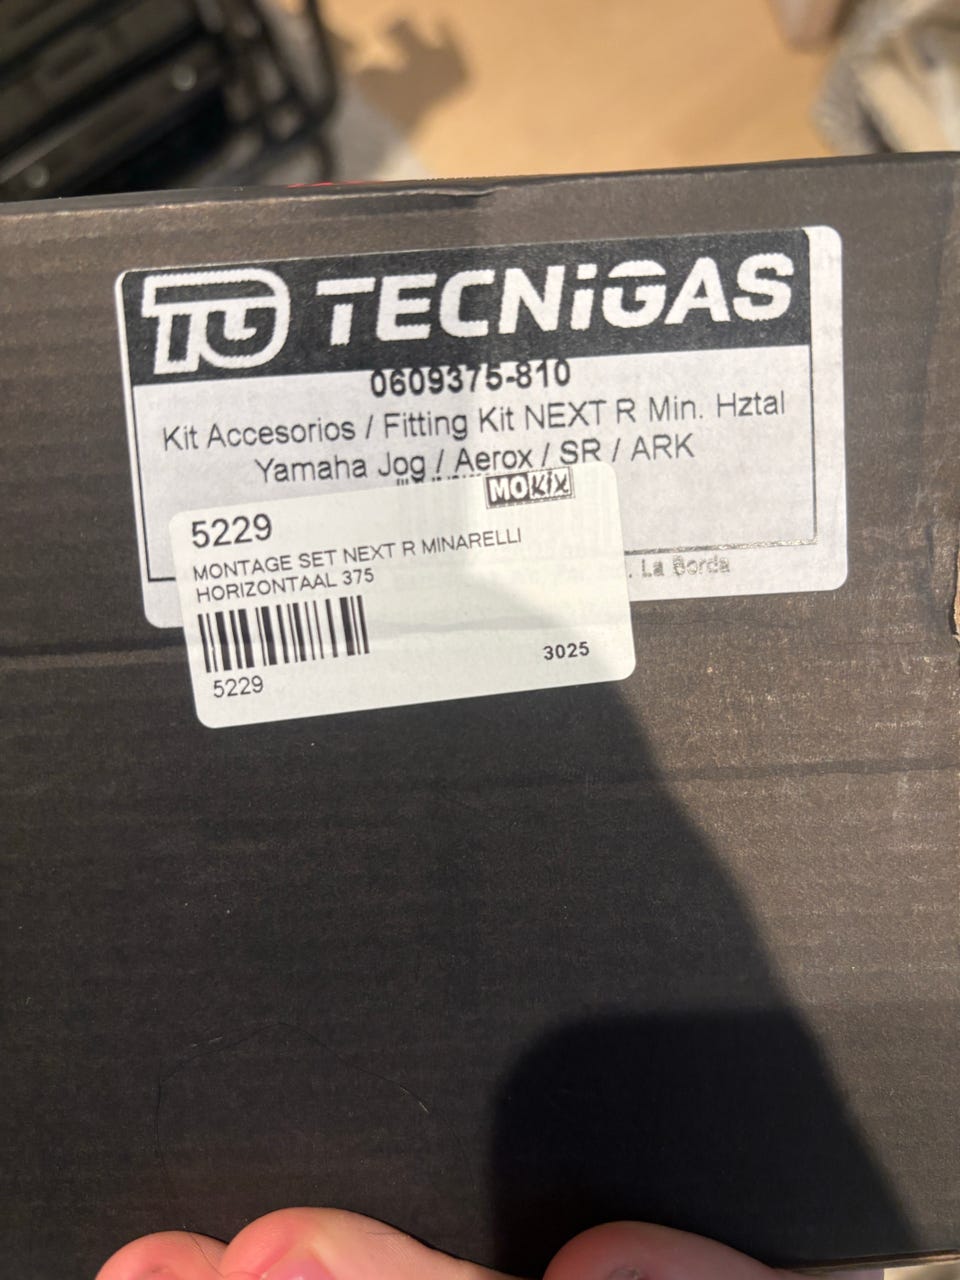 TG TECNiGAS
0609375-810
Kit Accesorios / Fitting Kit NEXT R Min. Hztal
Yamaha Jog / Aerox / SR / ARK
MOKiX
5229
MONTAGE SET NEXT R MINARELLI
HORIZONTAAL 375
. La Borda
3025
5229